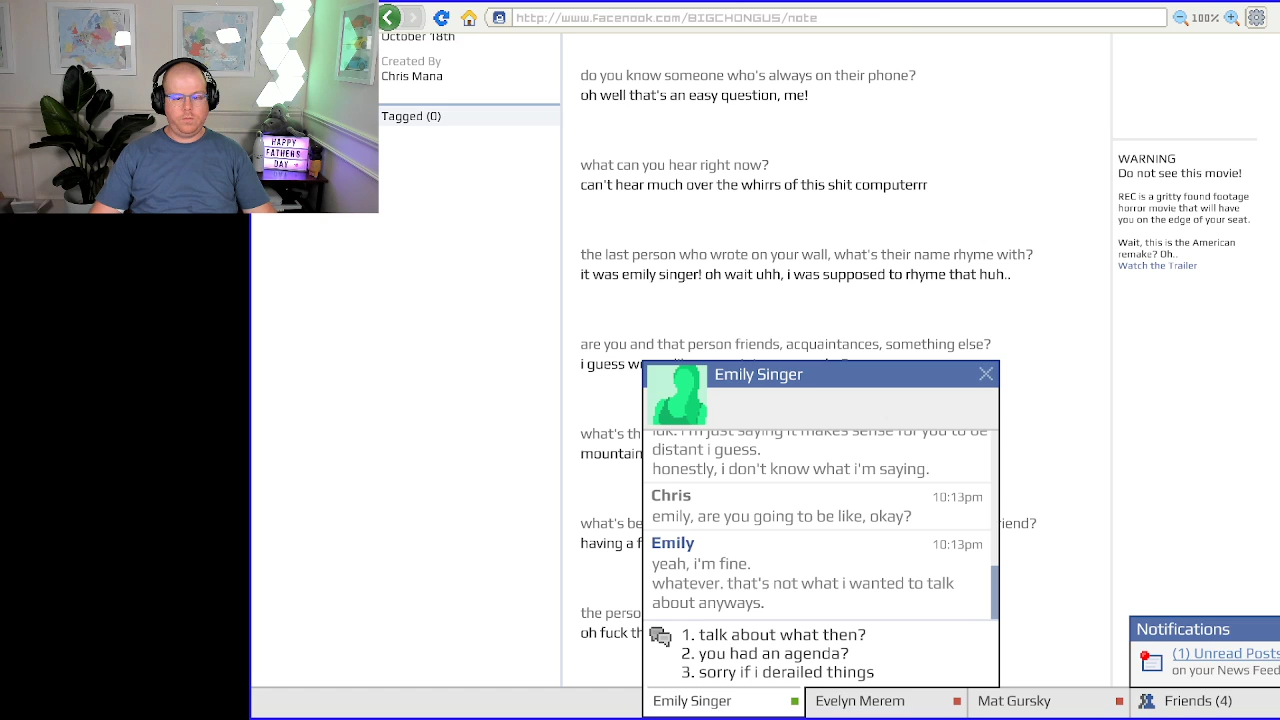 http://www.facenook.com/BIGCHONGUS/note
100%
October 18th
Created By
Chris Mana
Tagged (0)
HAPPY
FATHERS
DAY
do you know someone who's always on their phone?
oh well that's an easy question, me!
what can you hear right now?
can't hear much over the whirrs of this shit computerrr
the last person who wrote on your wall, what's their name rhyme with?
it was emily singer! oh wait uhh, i was supposed to rhyme that huh..
are you and that person friends, acquaintances, something else?
i guess
what's
mountain
what's be
riend?
having a
the perso
oh fuck
WARNING
Do not see this movie!
REC is a gritty found footage
horror movie that will have
you on the edge of your seat.
Wait, this is the American
remake? Oh..
Watch the Trailer
Emily Singer
idk. i'm just saying it makes sense for you to be
distant i guess.
honestly, i don't know what i'm saying.
Chris 10:13pm
emily, are you going to be like, okay?
Emily 10:13pm
yeah, i'm fine.
whatever. that's not what i wanted to talk
about anyways.
1. talk about what then?
2. you had an agenda?
3. sorry if i derailed things
Notifications
(1) Unread Posts
on your News Feed
Emily Singer
Evelyn Merem
Mat Gursky
Friends (4)